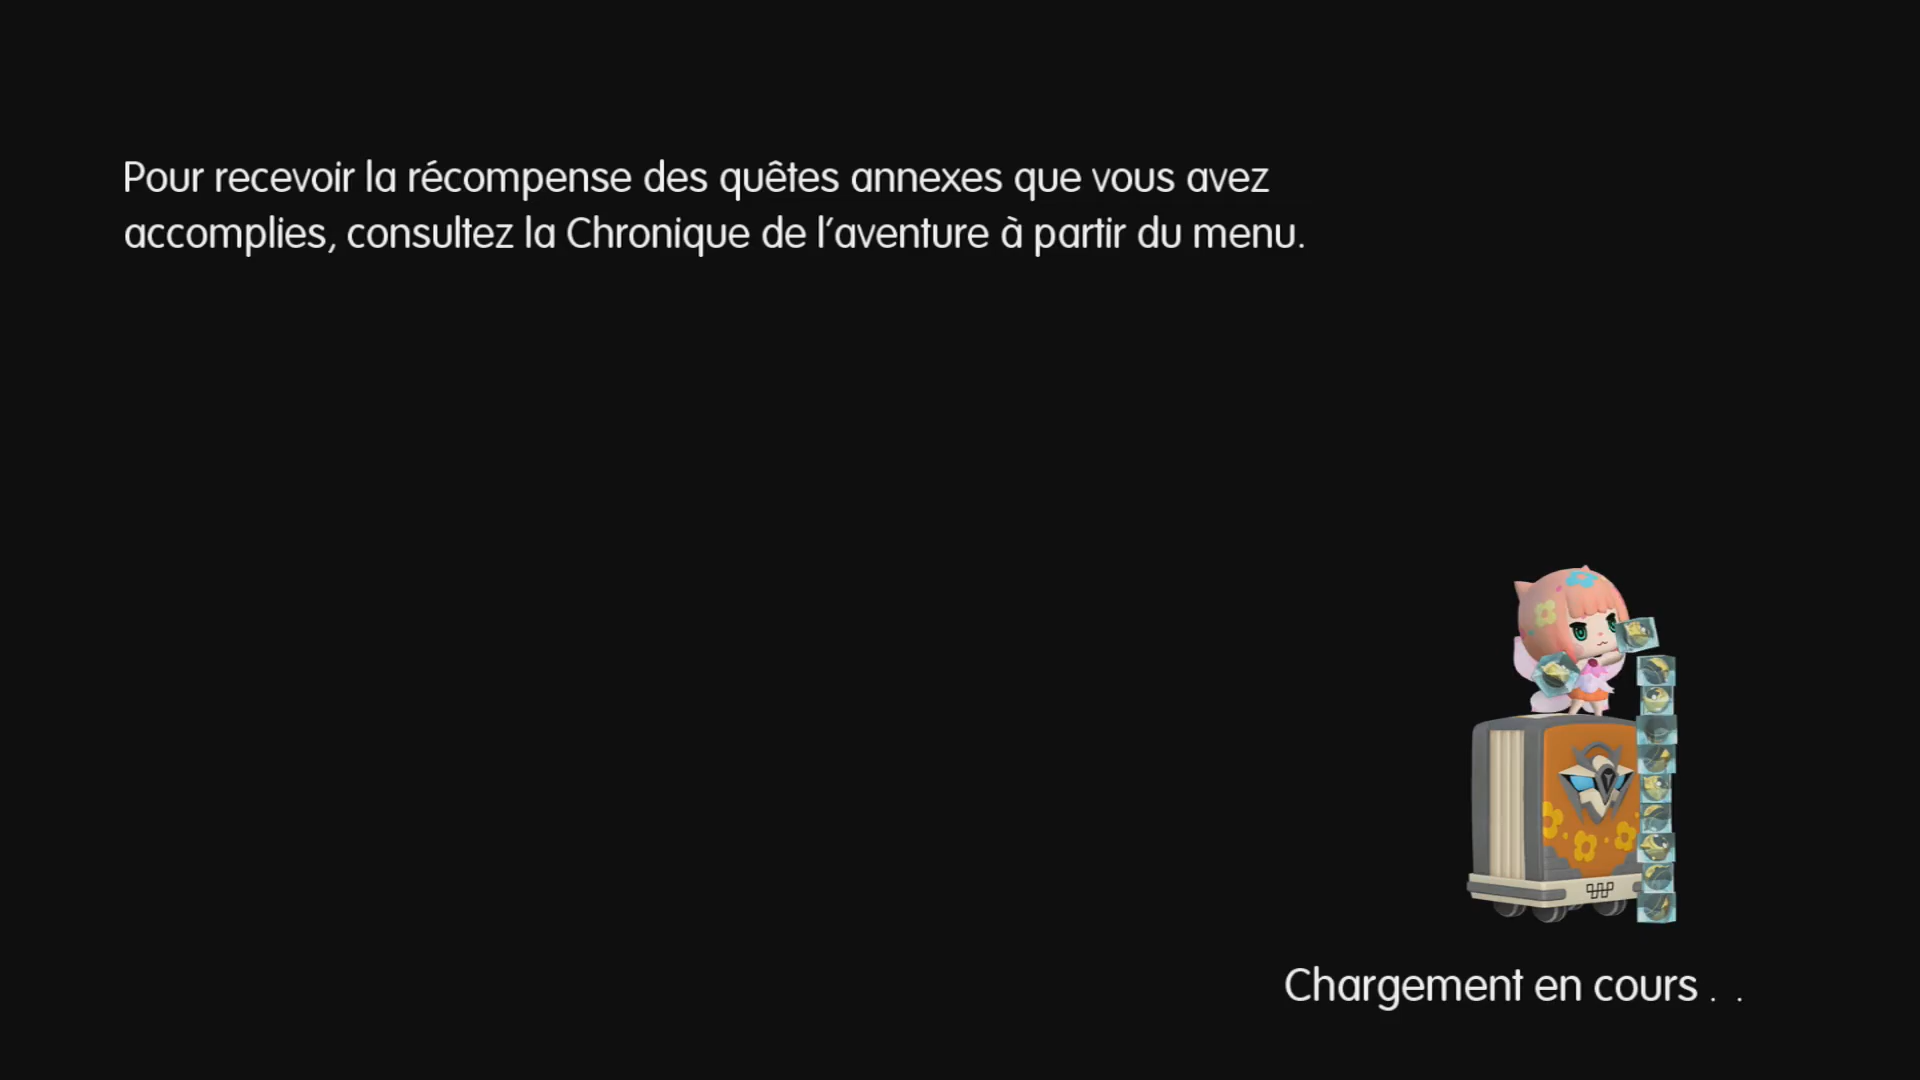 Pour recevoir la récompense des quêtes annexes que vous avez
accomplies, consultez la Chronique de l'aventure à partir du menu.
Chargement en cours . .